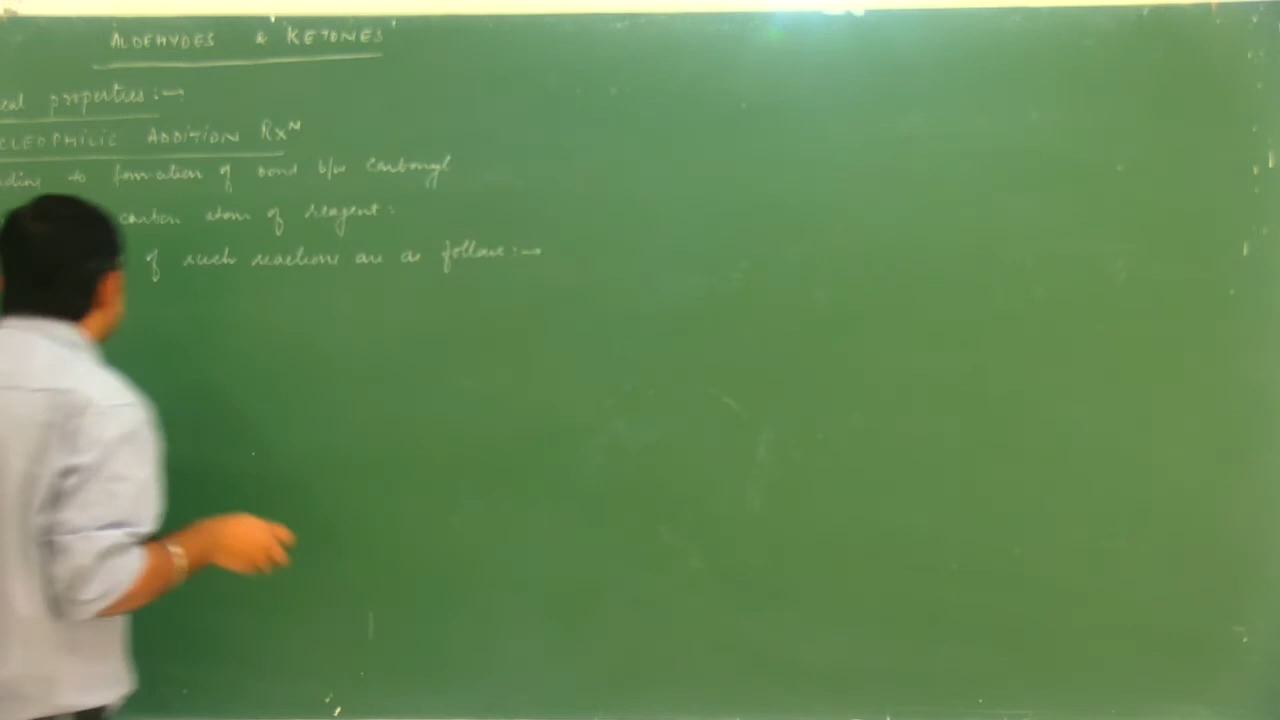 ALDEHYDES & KETONES
eal properties:→
CLEOPHILIC ADDITION RXN
ding to formation of bond b/w carbonyl
carbon atom of reagent:
of such reactions are as follows:→